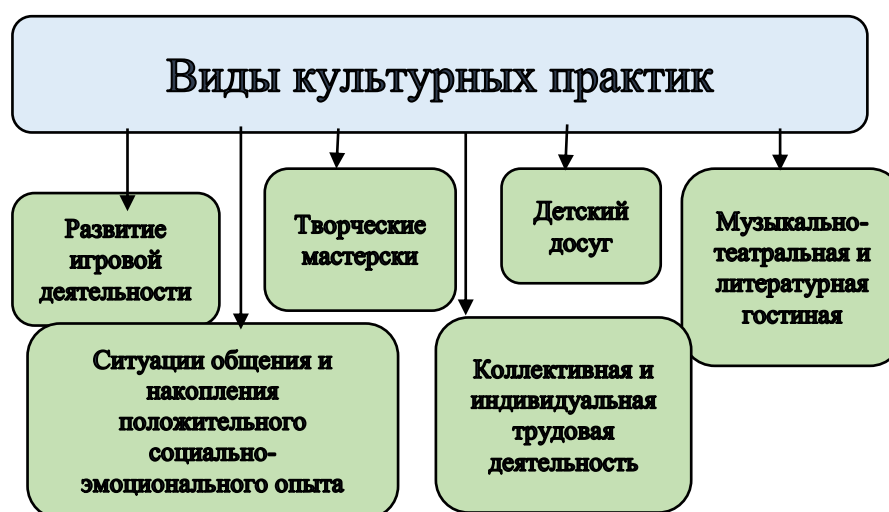 Виды культурных практик
Развитие
игровой
деятельности
Творческие
мастерски
Детский
досуг
Музыкально-
театральная и
литературная
гостиная
Ситуации общения и
накопления
положительного
социально-
эмоционального опыта
Коллективная и
индивидуальная
трудовая
деятельность